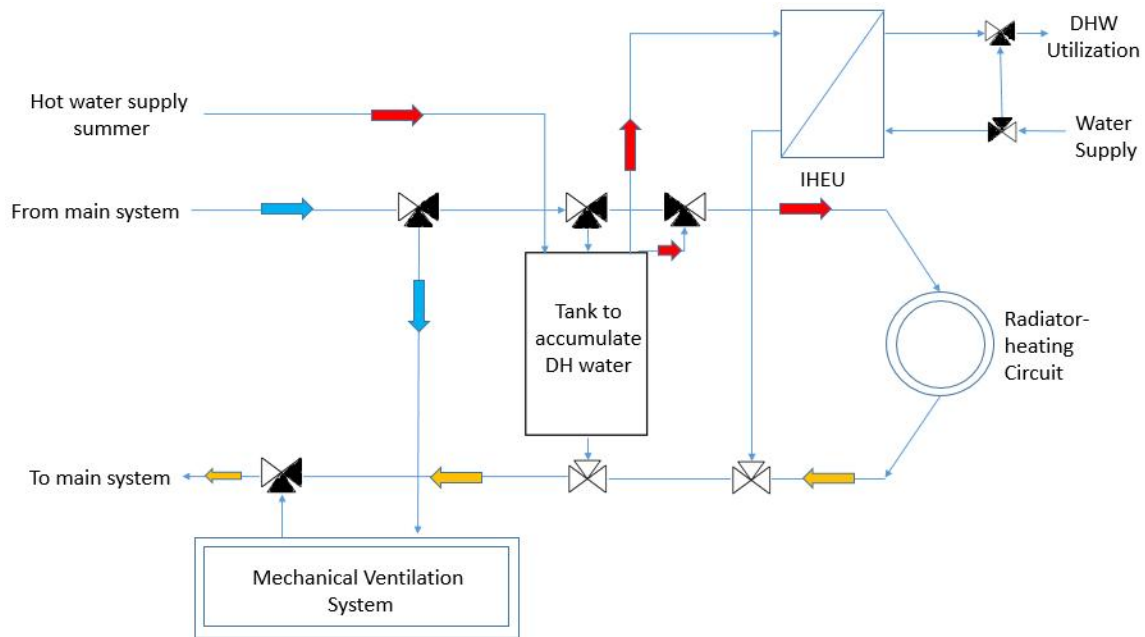 DHW
Utilization
Hot water supply
summer
Water
Supply
IHEU
From main system
Tank to
accumulate
DH water
Radiator-
heating
Circuit
To main system
Mechanical Ventilation
System